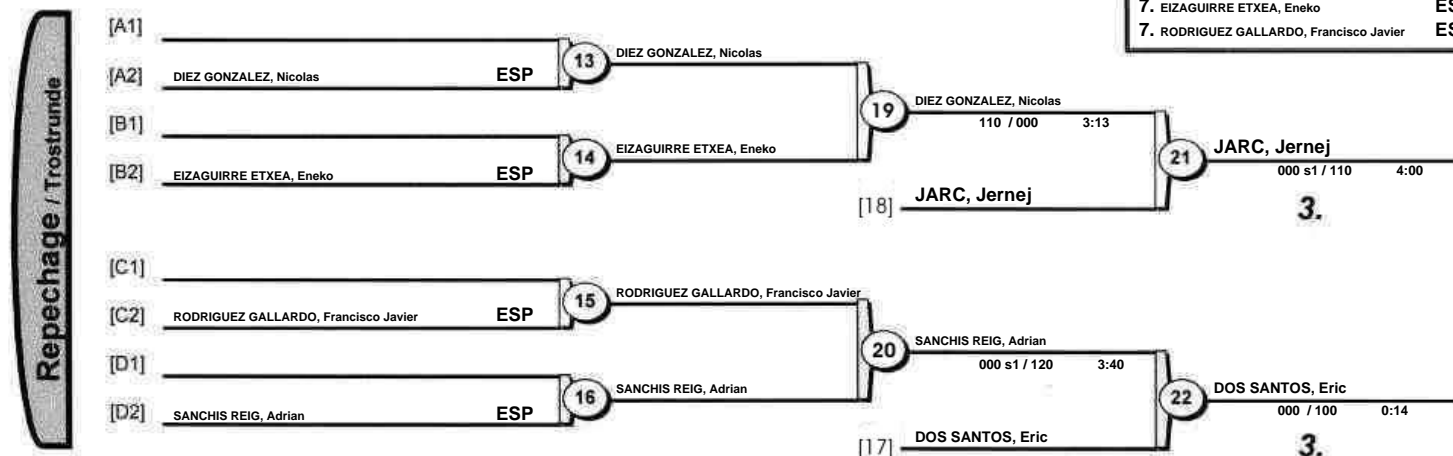 7. EIZAGUIRRE ETXEA, Eneko ES
7. RODRIGUEZ GALLARDO, Francisco Javier ES
Repechage / Trostrunde
[A1]
[A2] DIEZ GONZALEZ, Nicolas ESP
13
DIEZ GONZALEZ, Nicolas
[B1]
[B2] EIZAGUIRRE ETXEA, Eneko ESP
14
EIZAGUIRRE ETXEA, Eneko
19
DIEZ GONZALEZ, Nicolas
110 / 000 3:13
[18] JARC, Jernej
21
JARC, Jernej
000 s1 / 110 4:00
3.
[C1]
[C2] RODRIGUEZ GALLARDO, Francisco Javier ESP
15
RODRIGUEZ GALLARDO, Francisco Javier
[D1]
[D2] SANCHIS REIG, Adrian ESP
16
SANCHIS REIG, Adrian
20
SANCHIS REIG, Adrian
000 s1 / 120 3:40
[17] DOS SANTOS, Eric
22
DOS SANTOS, Eric
000 / 100 0:14
3.